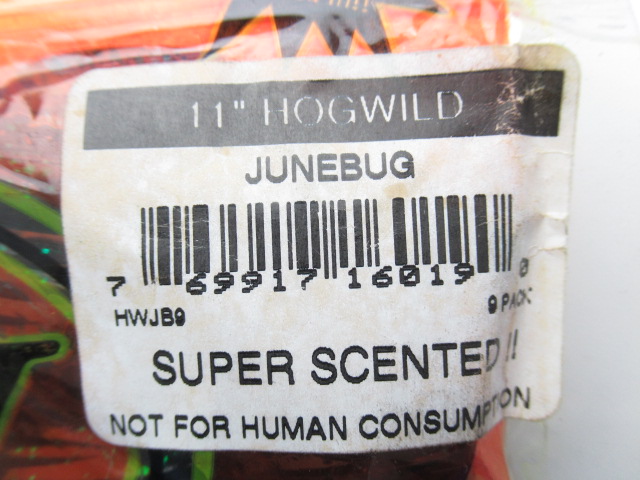 11" HOGWILD
JUNEBUG
7 69917 16019 0
HWJB9 9 PACK
SUPER SCENTED !!
NOT FOR HUMAN CONSUMPTION